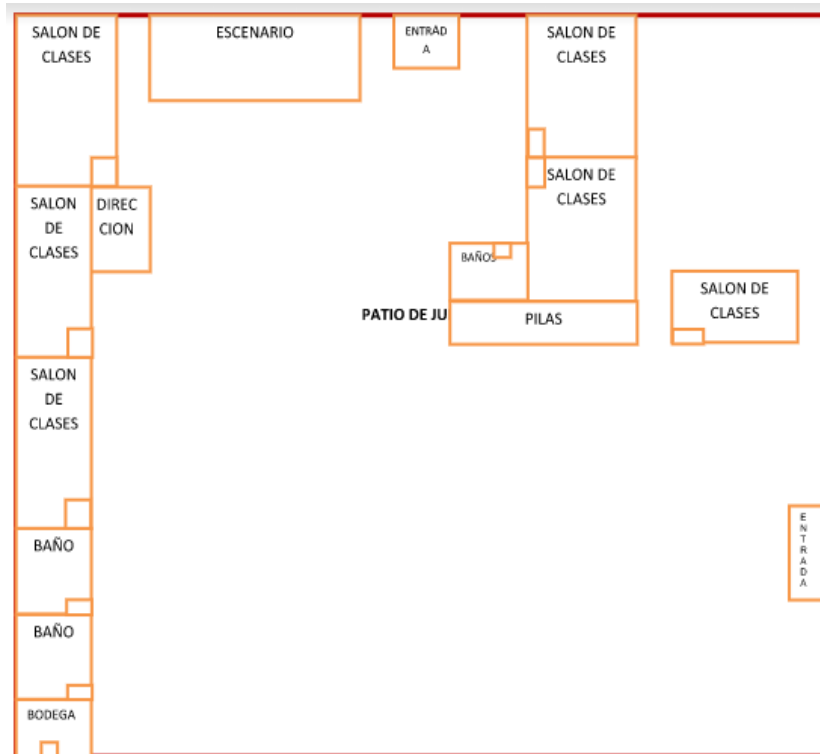 SALON DE
CLASES
ESCENARIO
ENTRAD
A
SALON DE
CLASES
SALON
DE
CLASES
DIREC
CION
SALON DE
CLASES
BAÑOS
SALON DE
CLASES
PATIO DE JU
PILAS
SALON
DE
CLASES
ENTRADA
BAÑO
BAÑO
BODEGA